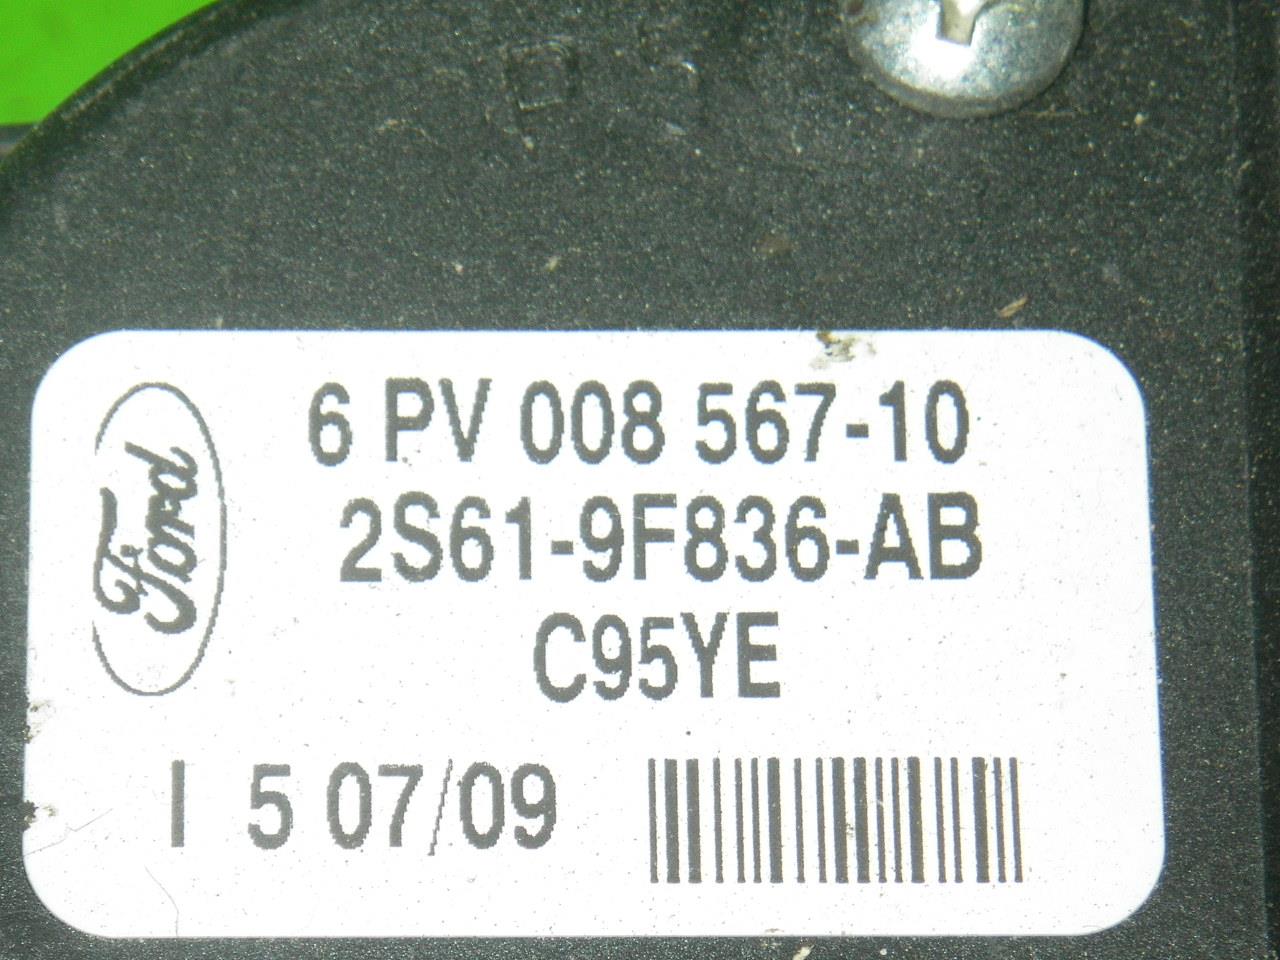 Ford
6 PV 008 567-10
2S61-9F836-AB
C95YE
I 5 07/09